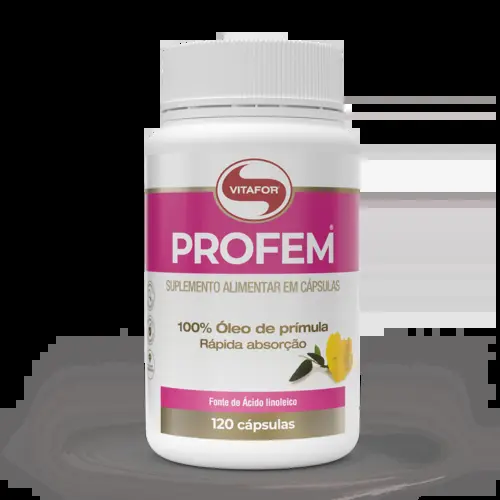 VITAFOR
PROFEM
SUPLEMENTO ALIMENTAR EM CÁPSULAS
100% Óleo de prímula
Rápida absorção
Fonte de Ácido linoleico
120 cápsulas